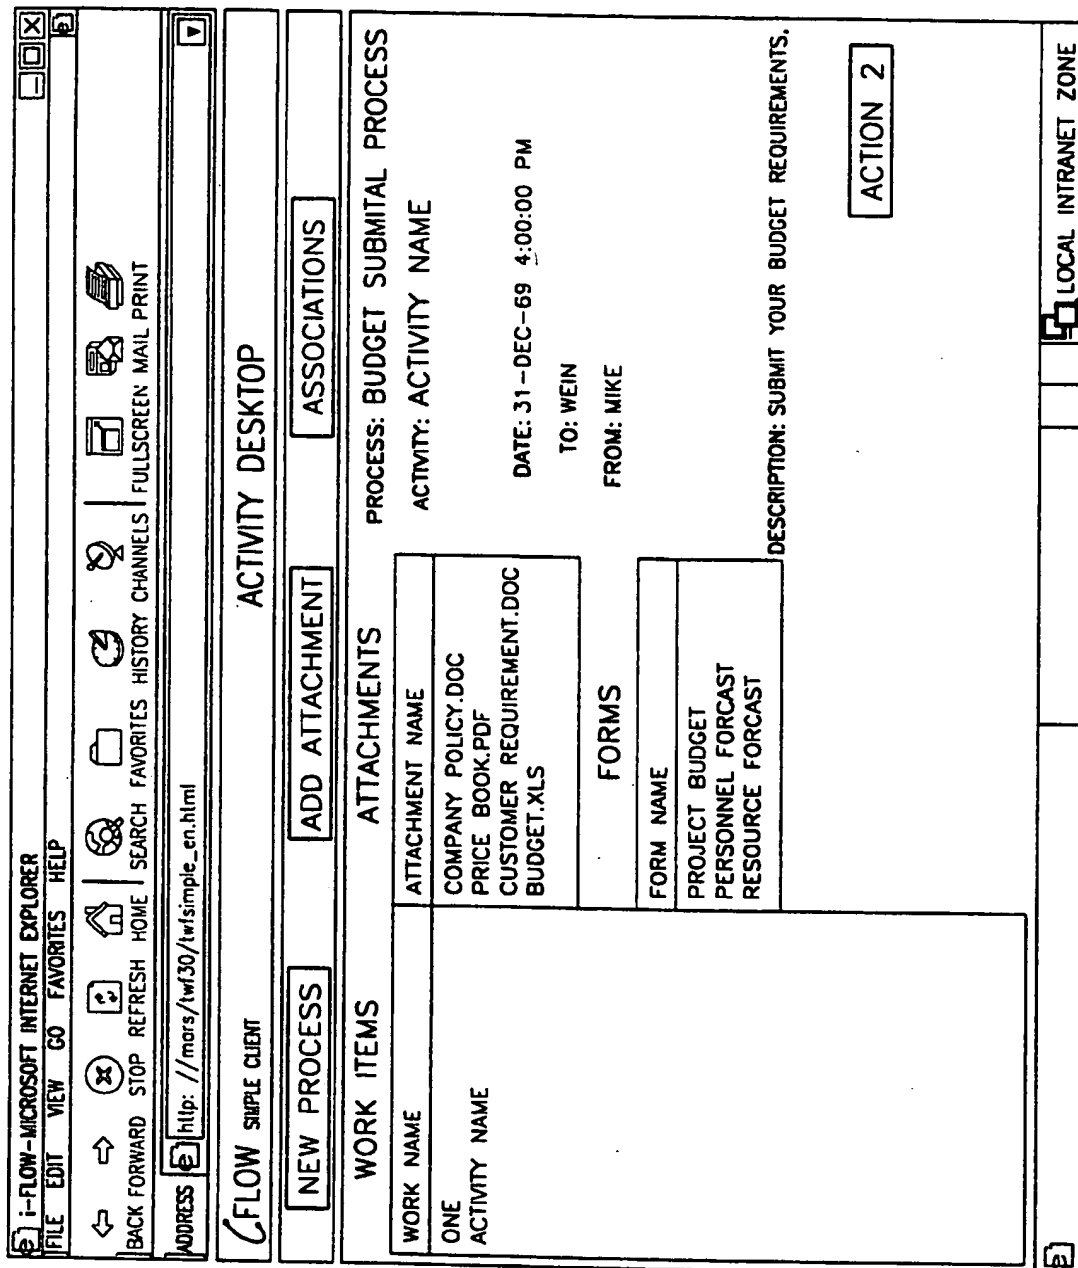 i-FLOW-MICROSOFT INTERNET EXPLORER
FILE EDIT VIEW GO FAVORITES HELP
BACK FORWARD STOP REFRESH HOME SEARCH FAVORITES HISTORY CHANNELS FULLSCREEN MAIL PRINT
ADDRESS http: //mars/twf30/twfsimple_en.html
FLOW SIMPLE CLIENT
ACTIVITY DESKTOP
NEW PROCESS
ADD ATTACHMENT
ASSOCIATIONS
WORK ITEMS
WORK NAME
ONE
ACTIVITY NAME
ATTACHMENTS
ATTACHMENT NAME
COMPANY POLICY.DOC
PRICE BOOK.PDF
CUSTOMER REQUIREMENT.DOC
BUDGET.XLS
FORMS
FORM NAME
PROJECT BUDGET
PERSONNEL FORCAST
RESOURCE FORCAST
PROCESS: BUDGET SUBMITAL PROCESS
ACTIVITY: ACTIVITY NAME
DATE: 31-DEC-69 4:00:00 PM
TO: WEIN
FROM: MIKE
DESCRIPTION: SUBMIT YOUR BUDGET REQUIREMENTS.
ACTION 2
LOCAL INTRANET ZONE